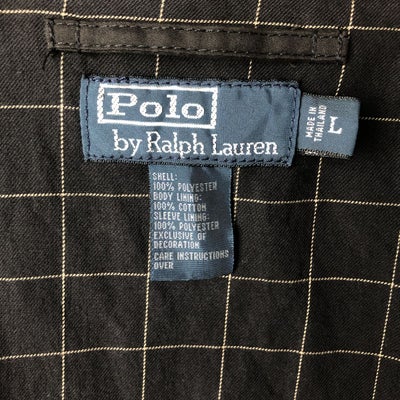 Polo
by Ralph Lauren
MADE IN
THAILAND
L
SHELL:
100% POLYESTER
BODY LINING:
100% COTTON
SLEEVE LINING:
100% POLYESTER
EXCLUSIVE OF
DECORATION
CARE INSTRUCTIONS
OVER